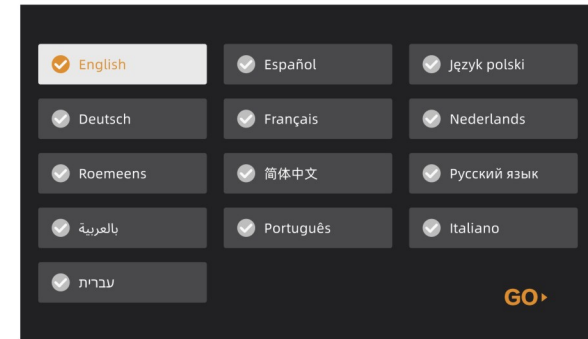 English
Español
Język polski
Deutsch
Français
Nederlands
Roemeens
简体中文
Русский язык
بالعربية
Português
Italiano
עברית
GO